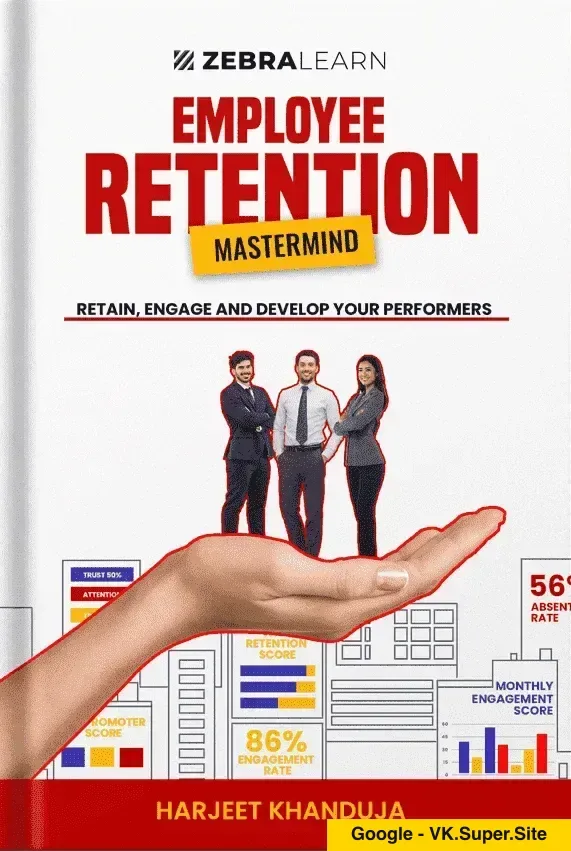 ZEBRALEARN
EMPLOYEE
RETENTION
MASTERMIND
RETAIN, ENGAGE AND DEVELOP YOUR PERFORMERS
TRUST 50%
56
ABSENT
RATE
RETENTION
SCORE
MONTHLY
ENGAGEMENT
SCORE
SCORE
86%
ENGAGEMENT
RATE
HARJEET KHANDUJA
Google - VK.Super.Site